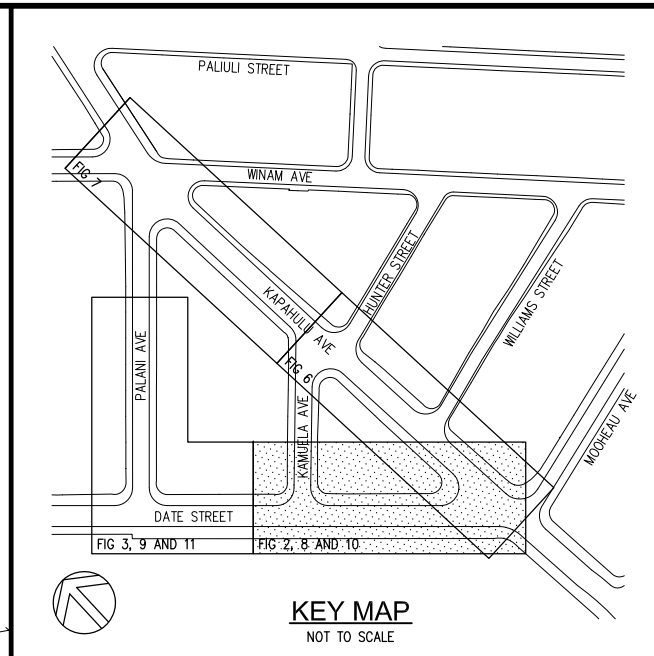 PALIULI STREET
WINAM AVE
FIG 7
HUNTER STREET
KAPAHULU AVE
WILLIAMS STREET
PALANI AVE
FIG 6
KAMUELA AVE
MOOHEAU AVE
DATE STREET
FIG 3, 9 AND 11
FIG 2, 8 AND 10
KEY MAP
NOT TO SCALE